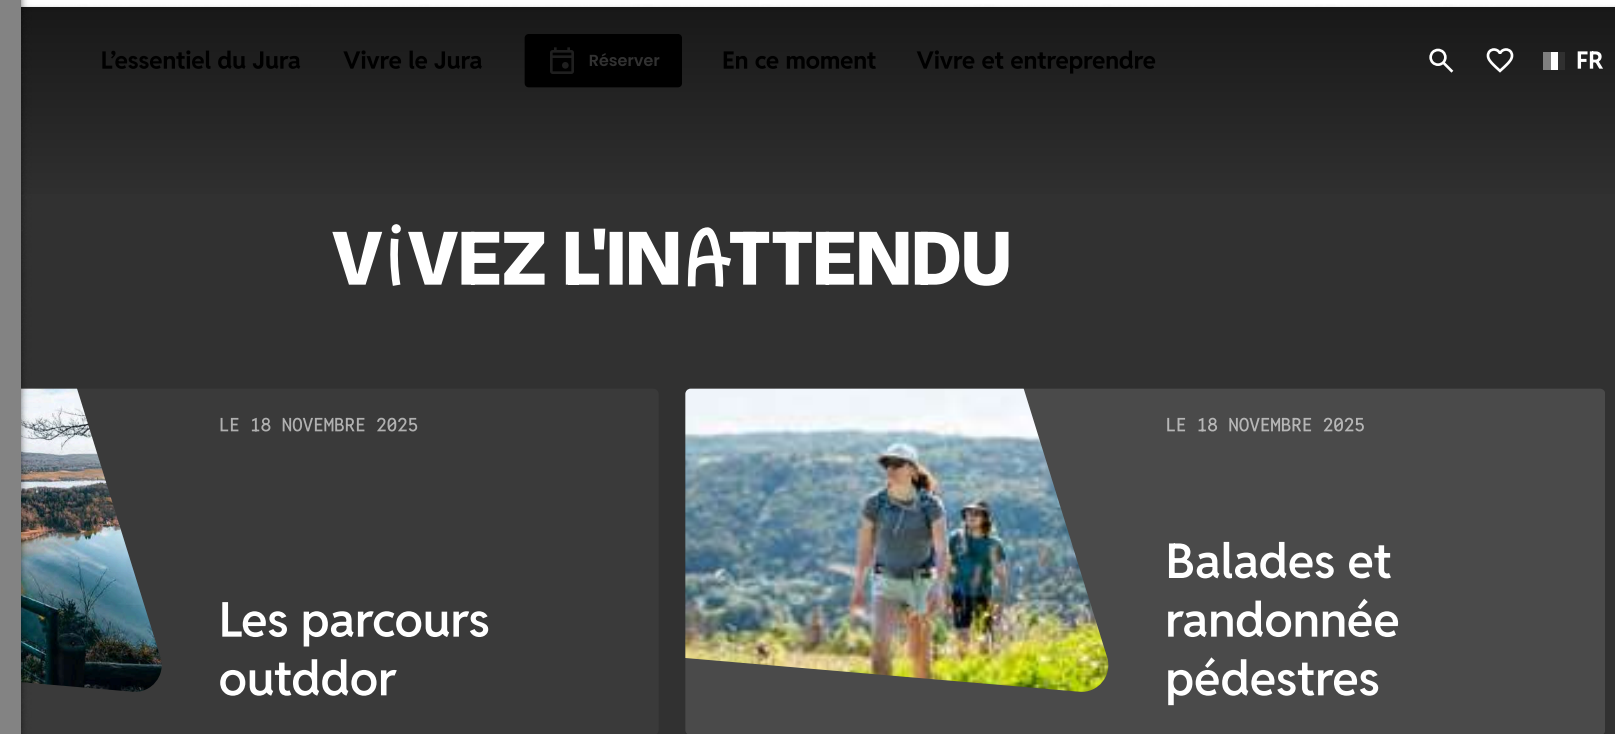 L'essentiel du Jura
Vivre le Jura
Réserver
En ce moment
Vivre et entreprendre
FR
ViVEZ L'INATTENDU
LE 18 NOVEMBRE 2025
Les parcours
outddor
LE 18 NOVEMBRE 2025
Balades et
randonnée
pédestres